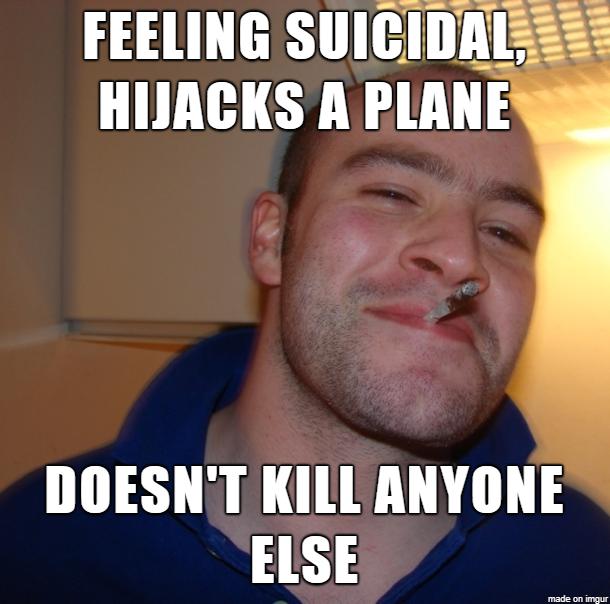 FEELING SUICIDAL,
HIJACKS A PLANE
DOESN'T KILL ANYONE
ELSE
made on imgur